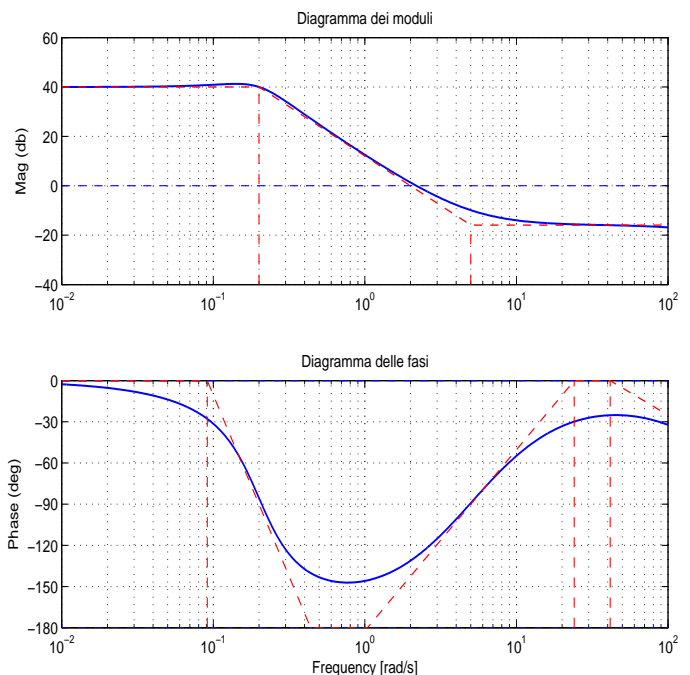 Diagramma dei moduli
60
40
20
0
−20
−40
Mag (db)
10^−2 10^−1 10^0 10^1 10^2
Diagramma delle fasi
0
−30
−60
−90
−120
−150
−180
Phase (deg)
10^−2 10^−1 10^0 10^1 10^2
Frequency [rad/s]